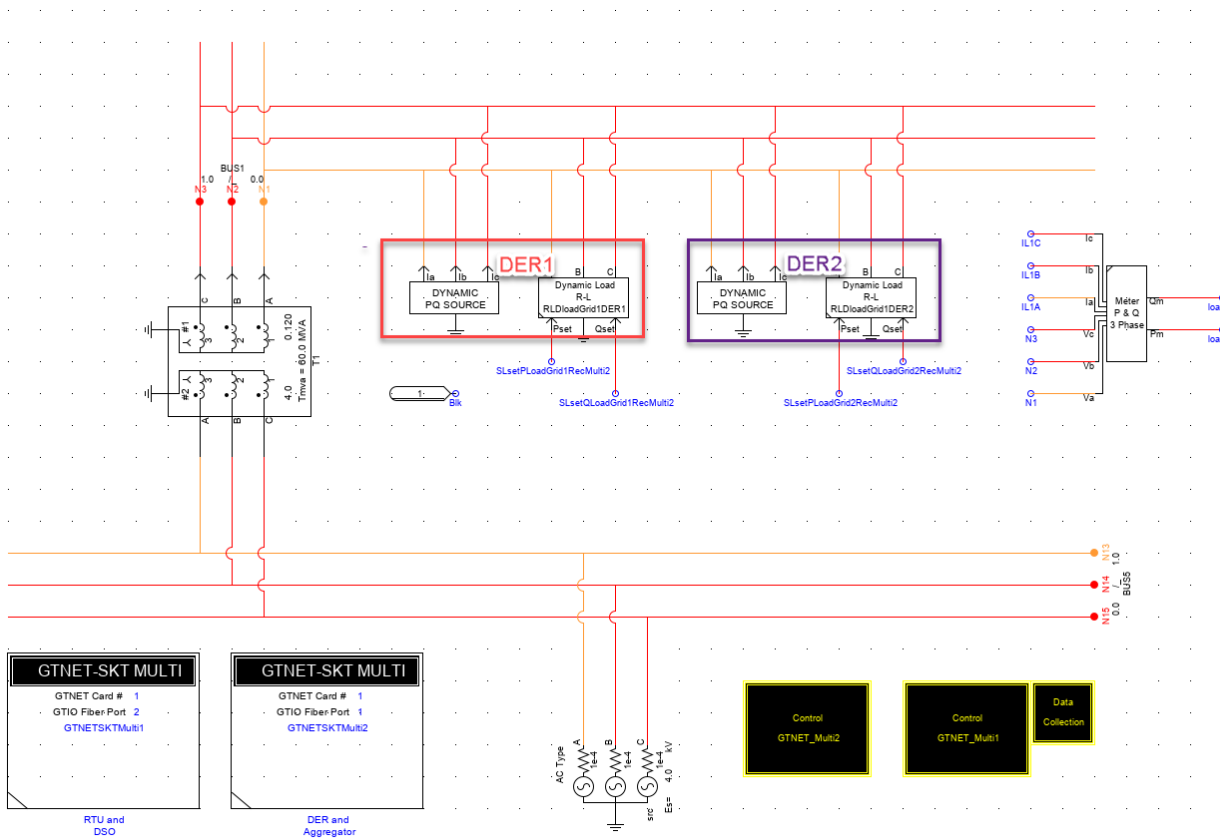 BUS1
1.0
/_
0.0
N3
N2
N1
C
B
A
#1
Y
3
2
1
0.120
#2
Y
3
2
1
4.0
Tmva = 60.0 MVA
T1
A
B
C
DER1
Ia
Ib
Ic
B
C
DYNAMIC
PQ SOURCE
Dynamic Load
R-L
RLDloadGrid1DER1
Pset
Qset
SLsetPLoadGrid1RecMulti2
SLsetQLoadGrid1RecMulti2
1
Blk
DER2
Ia
Ib
Ic
B
C
DYNAMIC
PQ SOURCE
Dynamic Load
R-L
RLDloadGrid1DER2
Pset
Qset
SLsetQLoadGrid2RecMulti2
SLsetPLoadGrid2RecMulti2
IL1C
IL1B
IL1A
N3
N2
N1
Ic
Ib
Ia
Vc
Vb
Va
Meter
P & Q
3 Phase
Qm
Pm
loa
loa
N13
N14
N15
1.0
/_
0.0
BUS5
GTNET-SKT MULTI
GTNET Card # 1
GTIO Fiber Port 2
GTNETSKTMulti1
RTU and
DSO
GTNET-SKT MULTI
GTNET Card # 1
GTIO Fiber Port 1
GTNETSKTMulti2
DER and
Aggregator
AC Type
A
B
C
1e-4
1e-4
1e-4
src
Es= 4.0 kV
Control
GTNET_Multi2
Control
GTNET_Multi1
Data
Collection